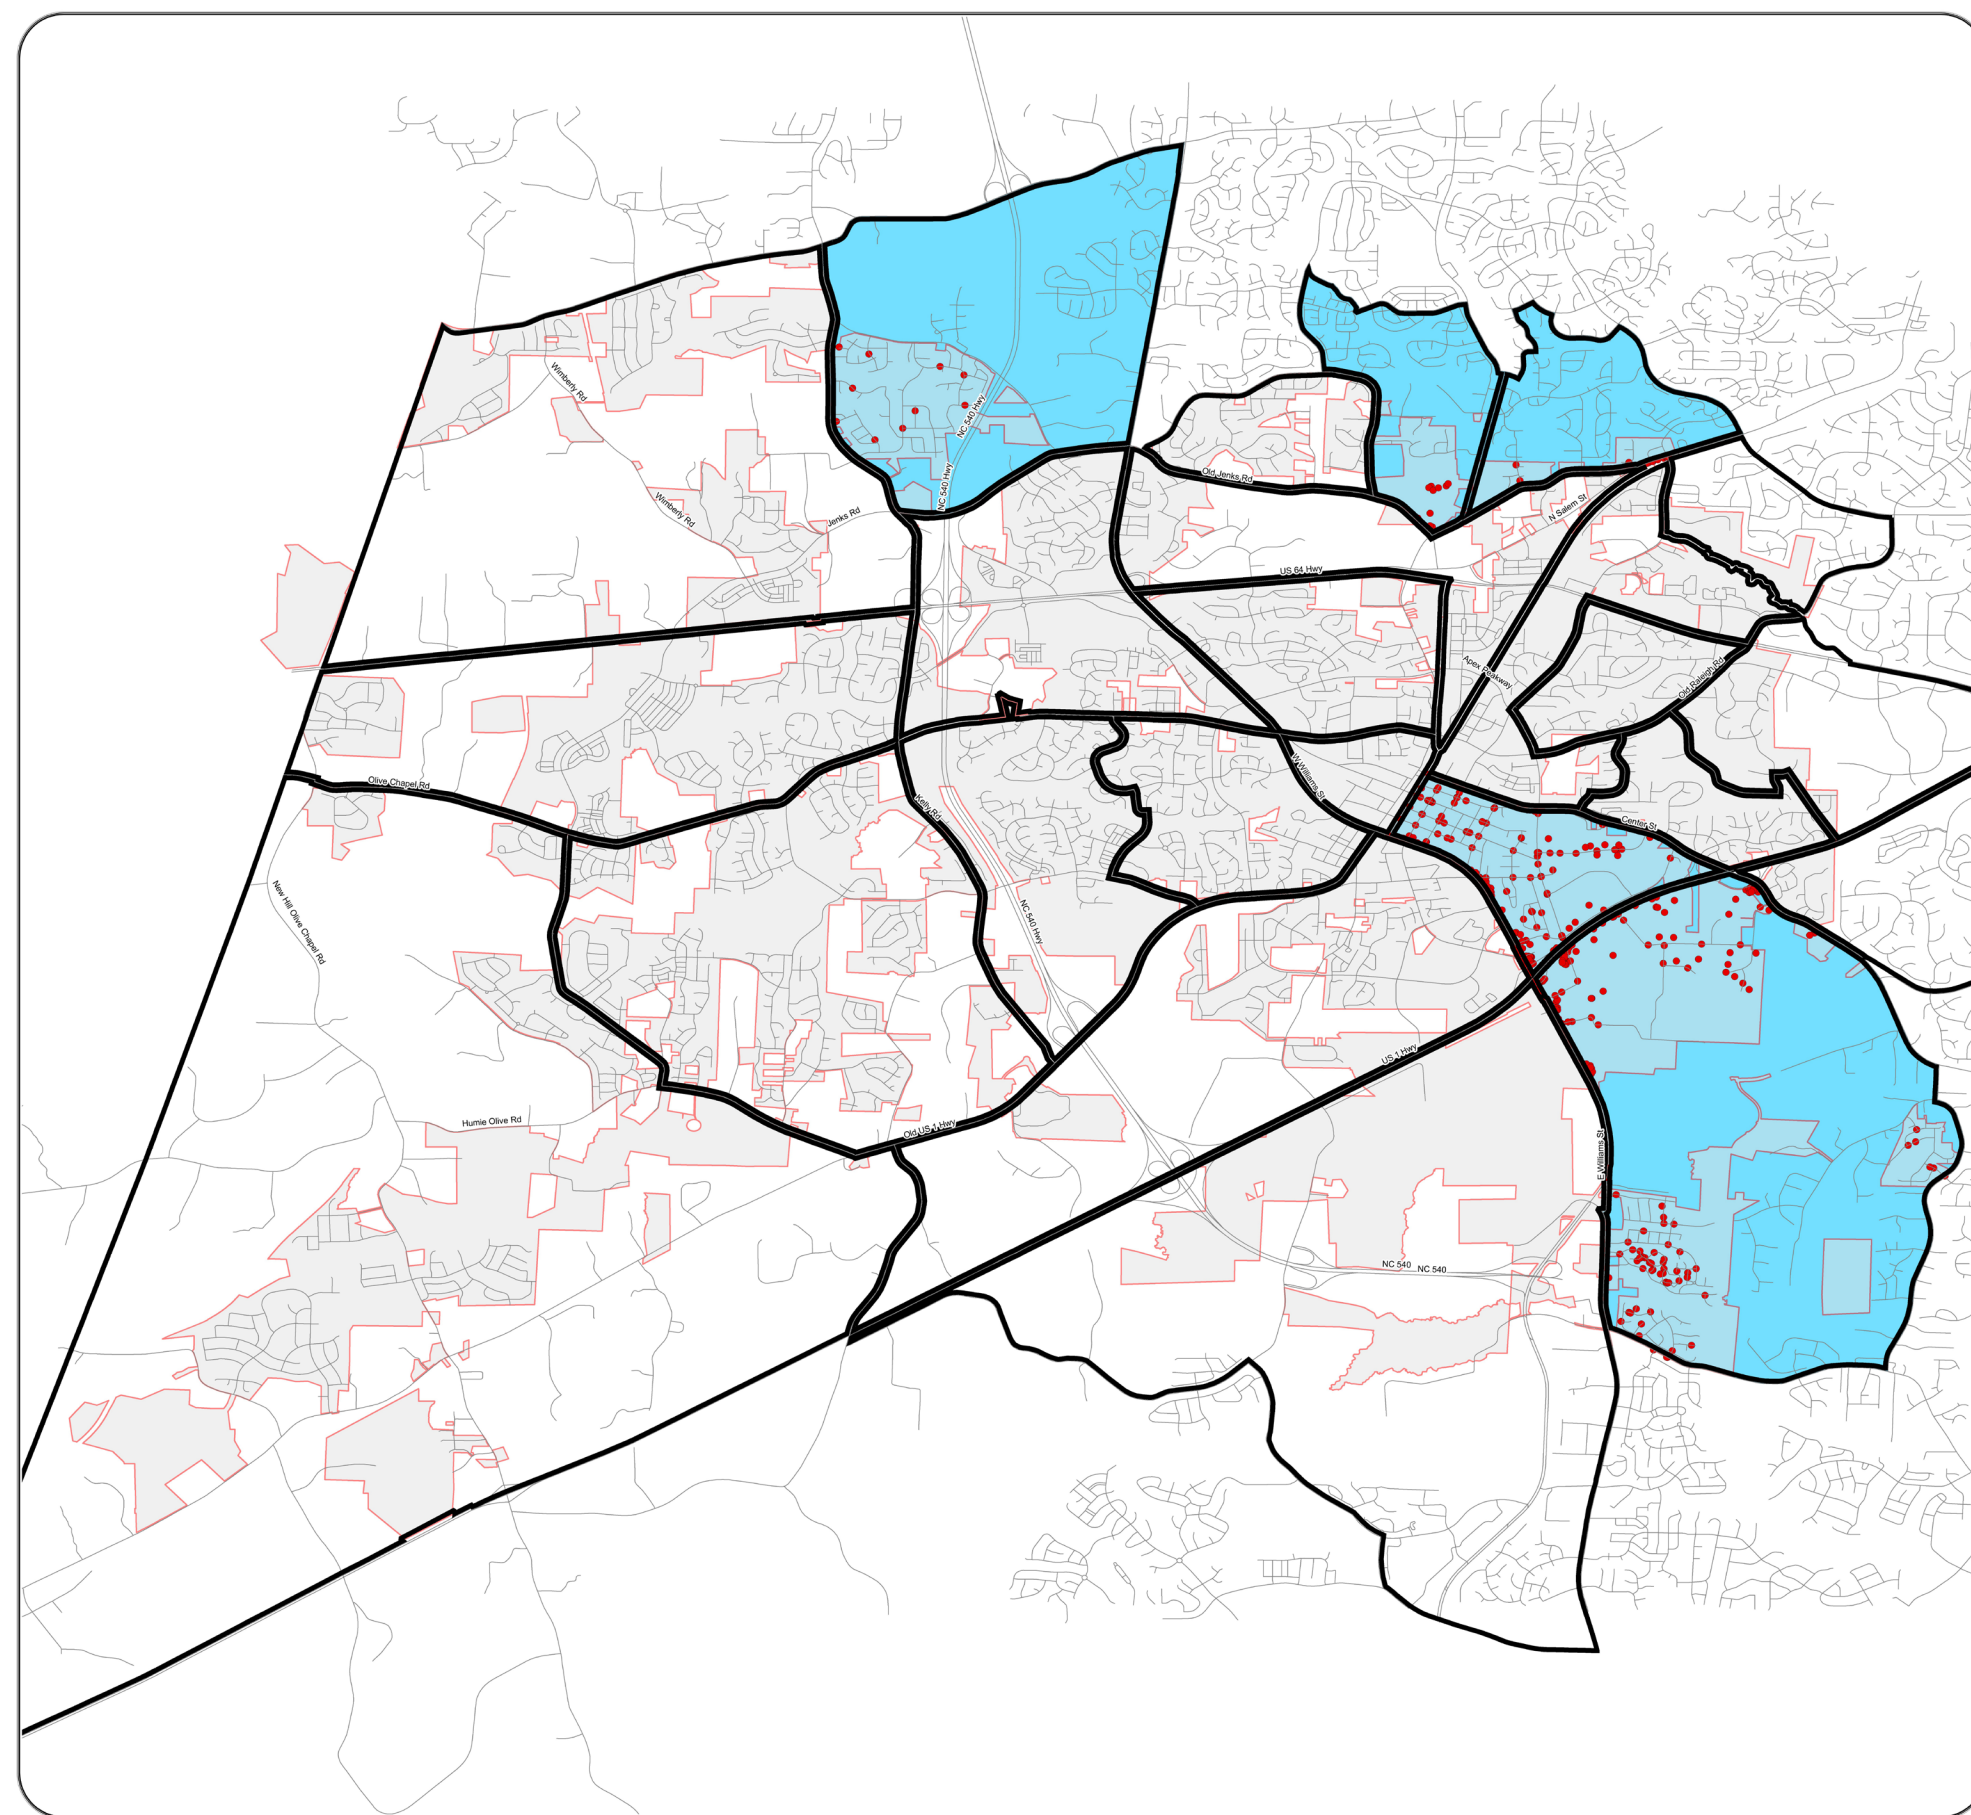 Wimberly Rd
NC 540 Hwy
Old Jenks Rd
NC 540 Hwy
Wimberly Rd
Jenks Rd
N Salem St
US 64 Hwy
Apex Peakway
Old Raleigh Rd
Olive Chapel Rd
W Williams St
Kelly Rd
Center St
New Hill Olive Chapel Rd
NC 540 Hwy
US 1 Hwy
Humie Olive Rd
Old US 1 Hwy
E Williams St
NC 540
NC 540